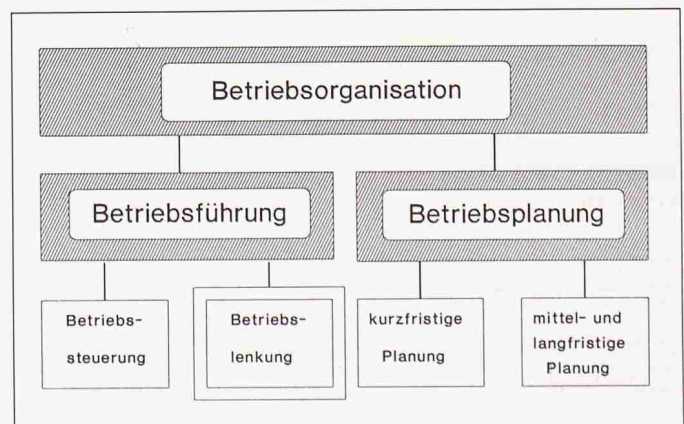 Betriebsorganisation
Betriebsführung
Betriebsplanung
Betriebs-
steuerung
Betriebs-
lenkung
kurzfristige
Planung
mittel- und
langfristige
Planung